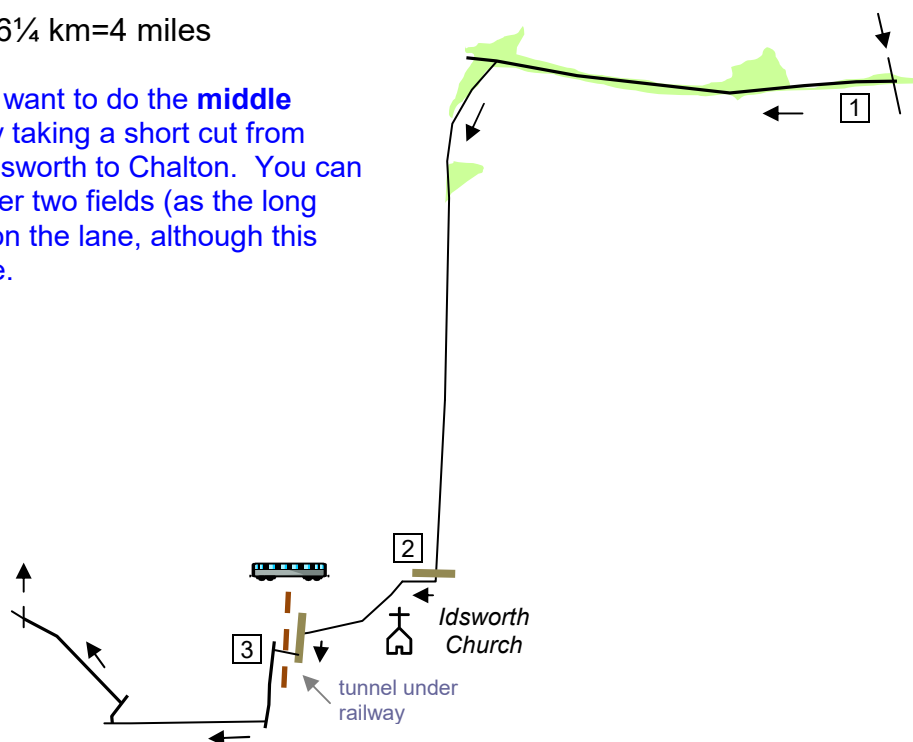 6¼ km=4 miles
want to do the middle
taking a short cut from
sworth to Chalton. You can
er two fields (as the long
on the lane, although this
1
2
Idsworth
Church
3
tunnel under
railway